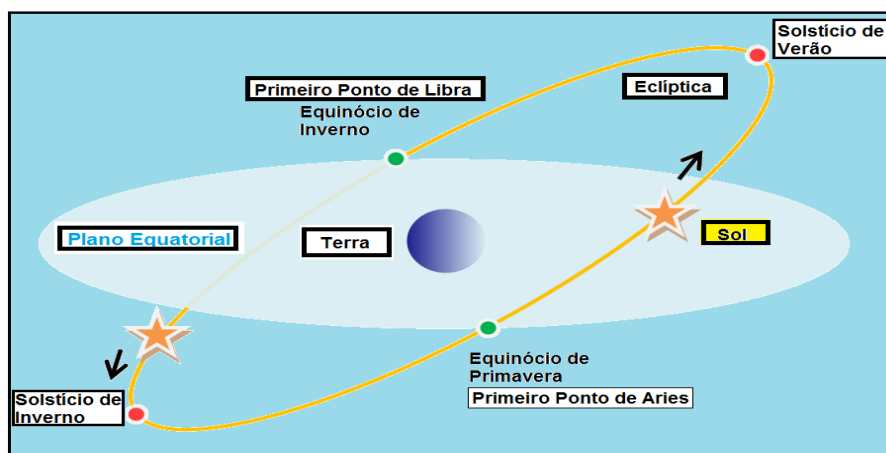 Solstício de
Verão
Eclíptica
Primeiro Ponto de Libra
Equinócio de
Inverno
Plano Equatorial
Terra
Sol
Equinócio de
Primavera
Primeiro Ponto de Aries
Solstício de
Inverno